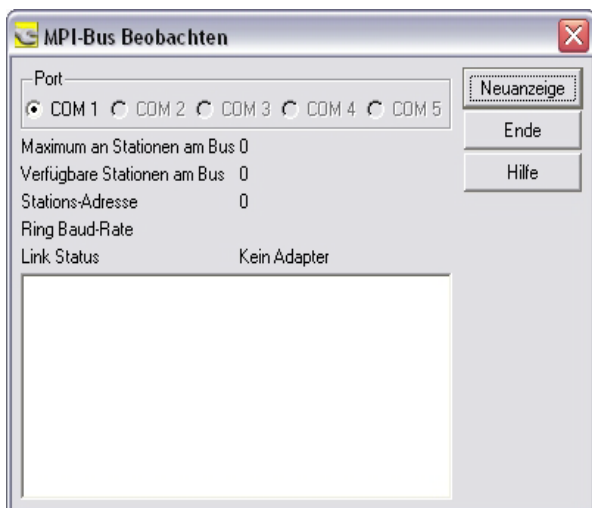 MPI-Bus Beobachten
Port
COM 1 COM 2 COM 3 COM 4 COM 5
Neuanzeige
Ende
Hilfe
Maximum an Stationen am Bus 0
Verfügbare Stationen am Bus 0
Stations-Adresse 0
Ring Baud-Rate
Link Status Kein Adapter